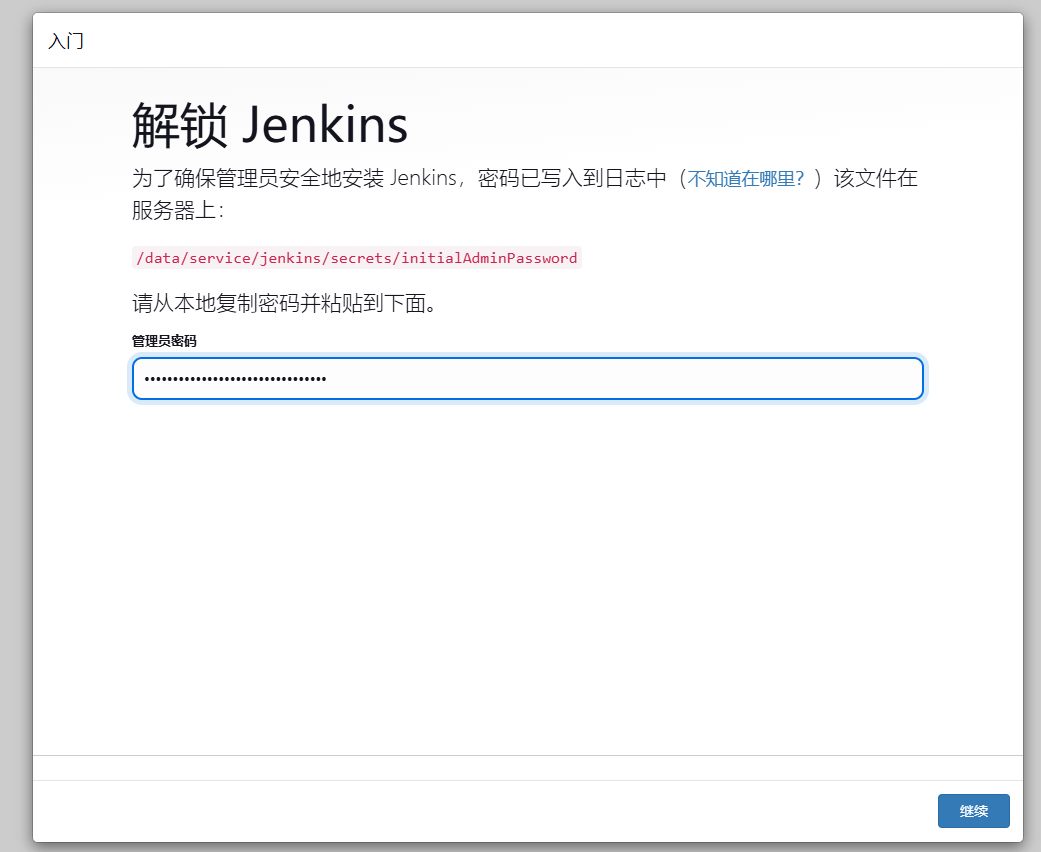 入门
解锁 Jenkins
为了确保管理员安全地安装 Jenkins，密码已写入到日志中（不知道在哪里？）该文件在
服务器上：
/data/service/jenkins/secrets/initialAdminPassword
请从本地复制密码并粘贴到下面。
管理员密码
••••••••••••••••••••••••••••••••
继续